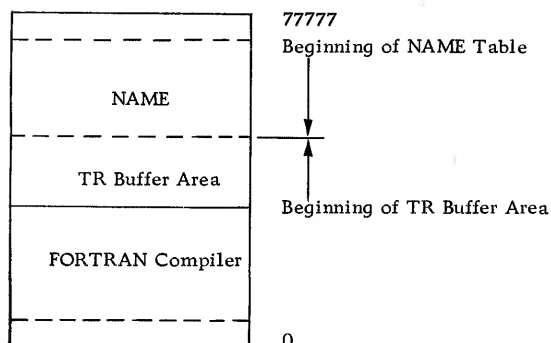 77777
Beginning of NAME Table
NAME
TR Buffer Area
Beginning of TR Buffer Area
FORTRAN Compiler
0